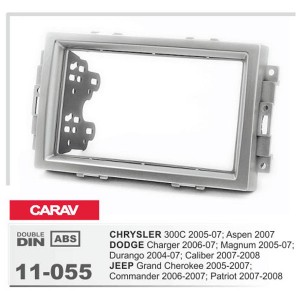 CARAV
DOUBLE
DIN ABS
11-055
CHRYSLER 300C 2005-07; Aspen 2007
DODGE Charger 2006-07; Magnum 2005-07;
Durango 2004-07; Caliber 2007-2008
JEEP Grand Cherokee 2005-2007;
Commander 2006-2007; Patriot 2007-2008